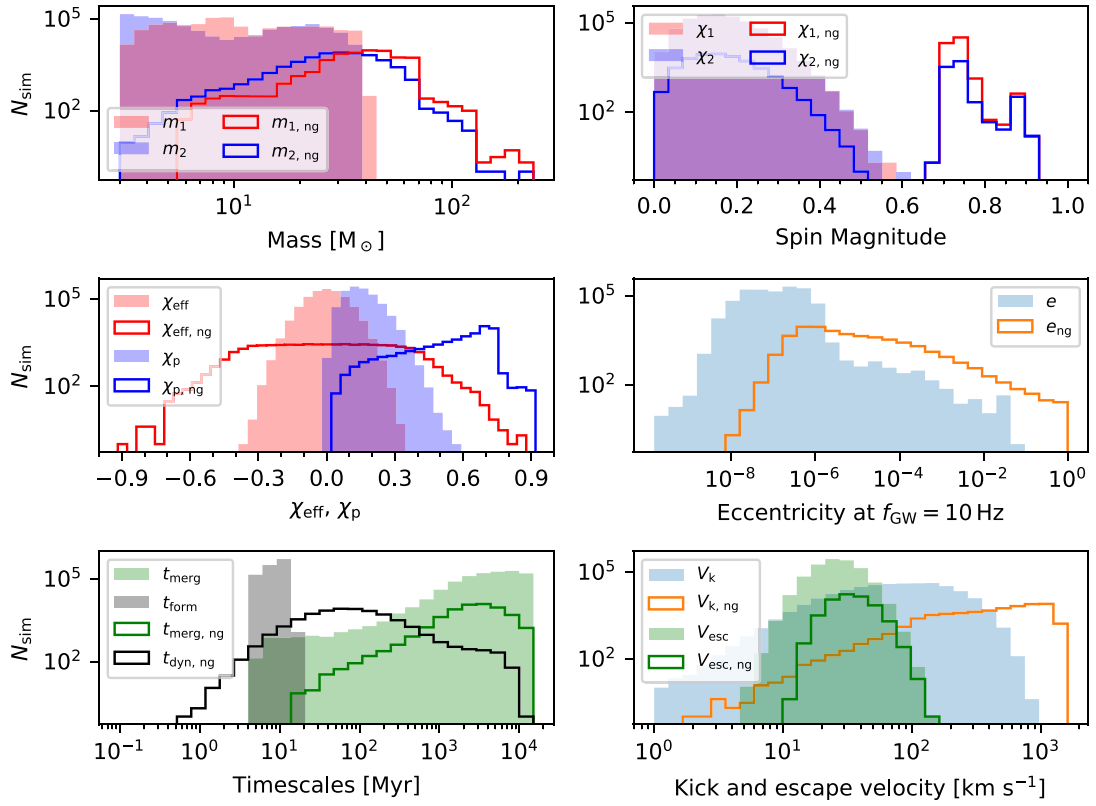 N_sim
10^5
10^2
m_1 m_1, ng
m_2 m_2, ng
10^1 10^2
Mass [M_⊙]
N_sim
10^5
10^2
χ_1 χ_1, ng
χ_2 χ_2, ng
0.0 0.2 0.4 0.6 0.8 1.0
Spin Magnitude
N_sim
10^5
10^2
χ_eff
χ_eff, ng
χ_p
χ_p, ng
−0.9 −0.6 −0.3 0.0 0.3 0.6 0.9
χ_eff, χ_p
N_sim
10^5
10^2
e
e_ng
10^−8 10^−6 10^−4 10^−2 10^0
Eccentricity at f_GW = 10 Hz
N_sim
10^5
10^2
t_merg
t_form
t_merg, ng
t_dyn, ng
10^−1 10^0 10^1 10^2 10^3 10^4
Timescales [Myr]
N_sim
10^5
10^2
V_k
V_k, ng
V_esc
V_esc, ng
10^0 10^1 10^2 10^3
Kick and escape velocity [km s^−1]